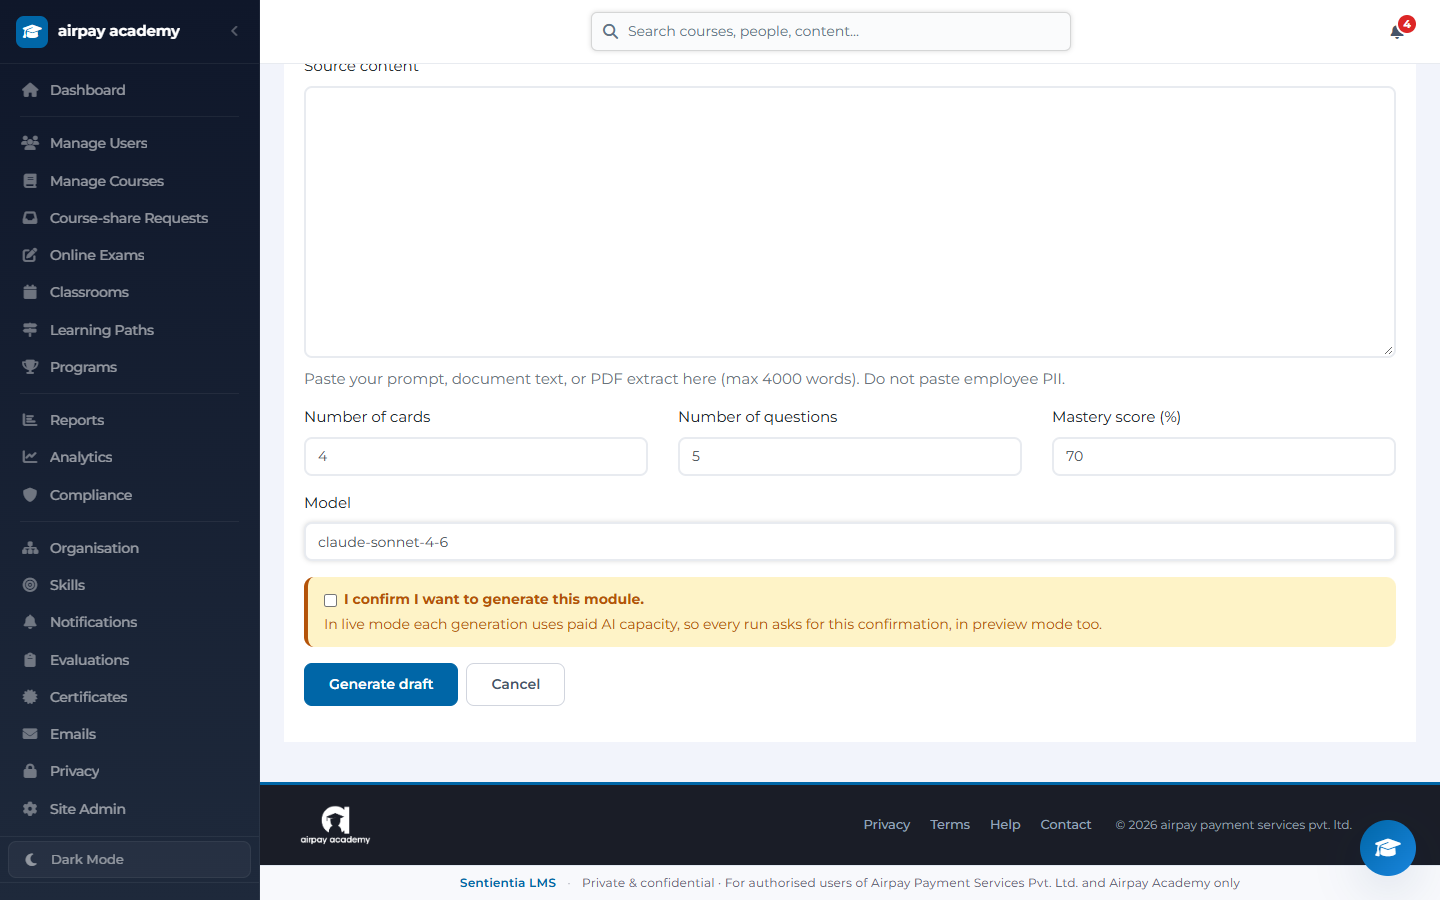 airpay academy
Search courses, people, content...
4
Dashboard
Manage Users
Manage Courses
Course-share Requests
Online Exams
Classrooms
Learning Paths
Programs
Reports
Analytics
Compliance
Organisation
Skills
Notifications
Evaluations
Certificates
Emails
Privacy
Site Admin
Dark Mode
Source content
Paste your prompt, document text, or PDF extract here (max 4000 words). Do not paste employee PII.
Number of cards
Number of questions
Mastery score (%)
4
5
70
Model
claude-sonnet-4-6
I confirm I want to generate this module.
In live mode each generation uses paid AI capacity, so every run asks for this confirmation, in preview mode too.
Generate draft
Cancel
airpay academy
Privacy
Terms
Help
Contact
© 2026 airpay payment services pvt. ltd.
Sentientia LMS · Private & confidential · For authorised users of Airpay Payment Services Pvt. Ltd. and Airpay Academy only